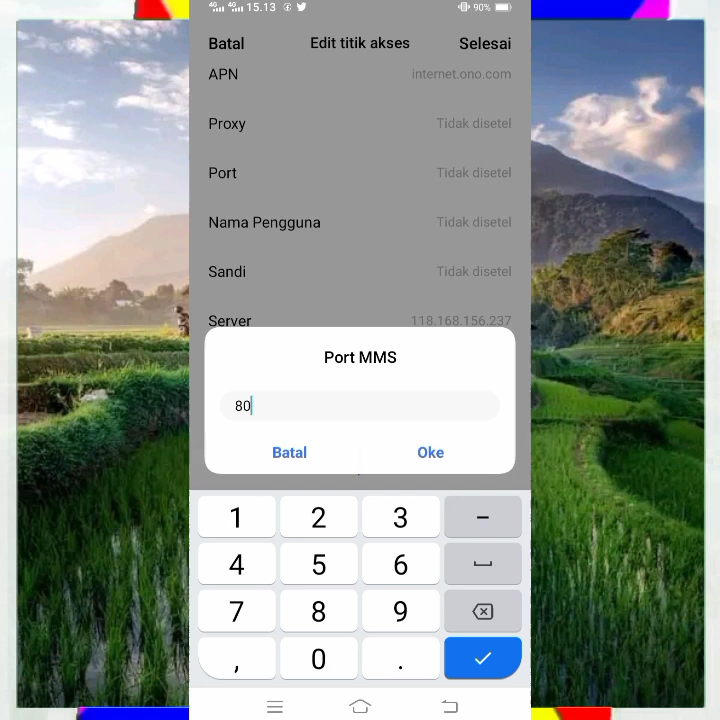 4G 4G 15.13 90%
Batal Edit titik akses Selesai
APN internet.ono.com
Proxy Tidak disetel
Port Tidak disetel
Nama Pengguna Tidak disetel
Sandi Tidak disetel
Server 118.168.156.237
Port MMS
80
Batal Oke
1 2 3 –
4 5 6
7 8 9
, 0 .